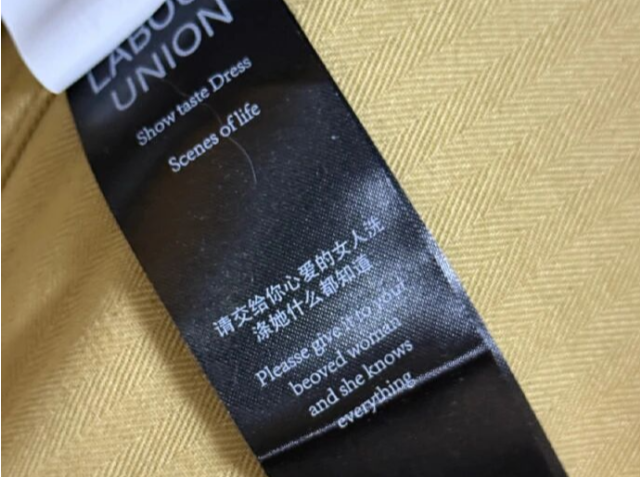 LABOU
UNION
Show taste Dress
Scenes of life
请交给你心爱的女人洗
涤她什么都知道
Pleasse give it to your
beoved woman
and she knows
everything